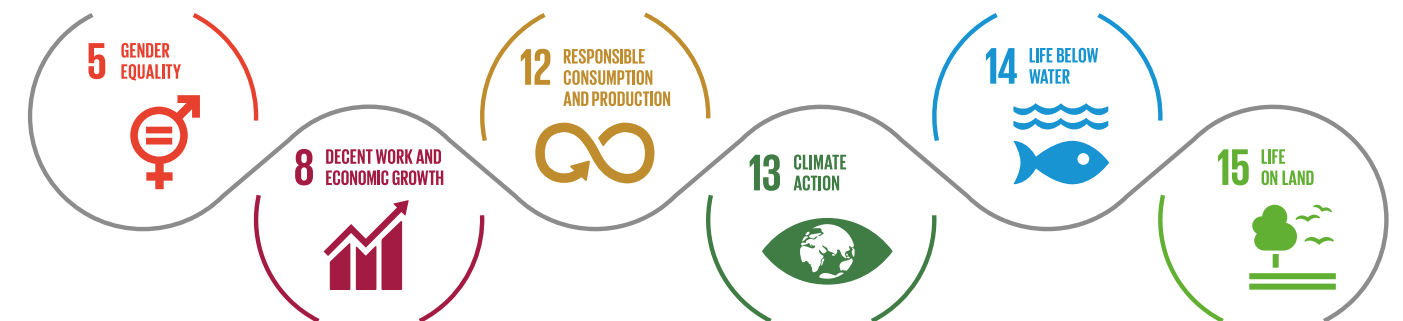 5 GENDER
EQUALITY
8 DECENT WORK AND
ECONOMIC GROWTH
12 RESPONSIBLE
CONSUMPTION
AND PRODUCTION
13 CLIMATE
ACTION
14 LIFE BELOW
WATER
15 LIFE
ON LAND